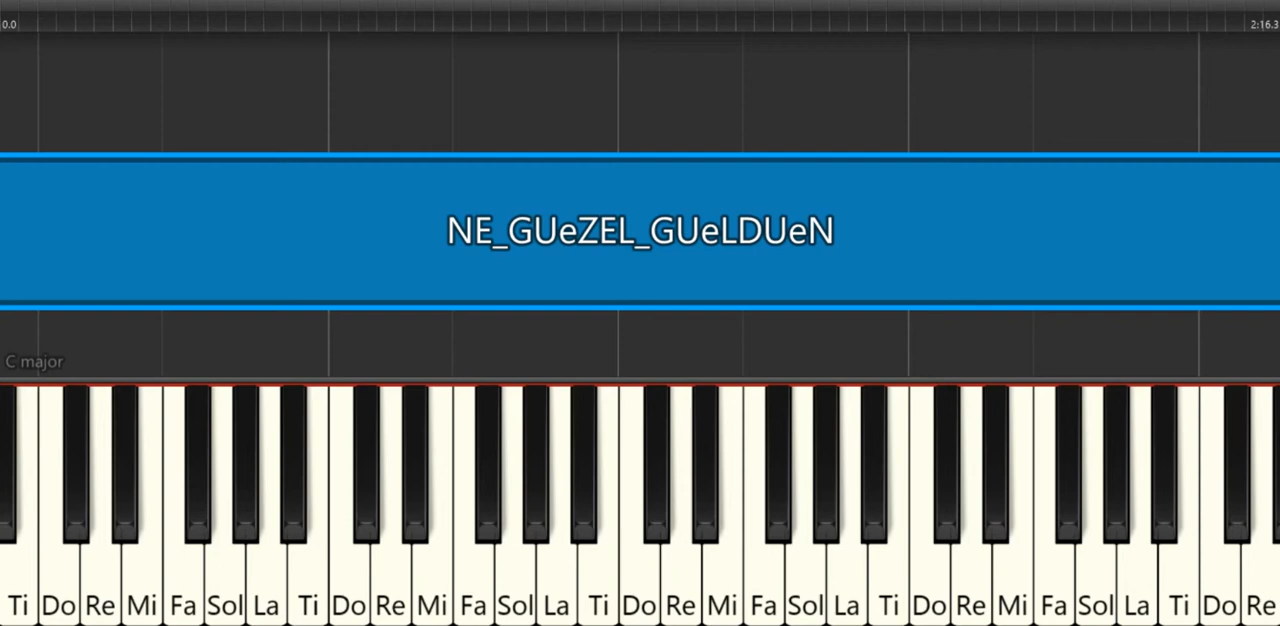 0.0 2:16.3
NE_GUeZEL_GUeLDUeN
C major
Ti Do Re Mi Fa Sol La Ti Do Re Mi Fa Sol La Ti Do Re Mi Fa Sol La Ti Do Re Mi Fa Sol La Ti Do Re